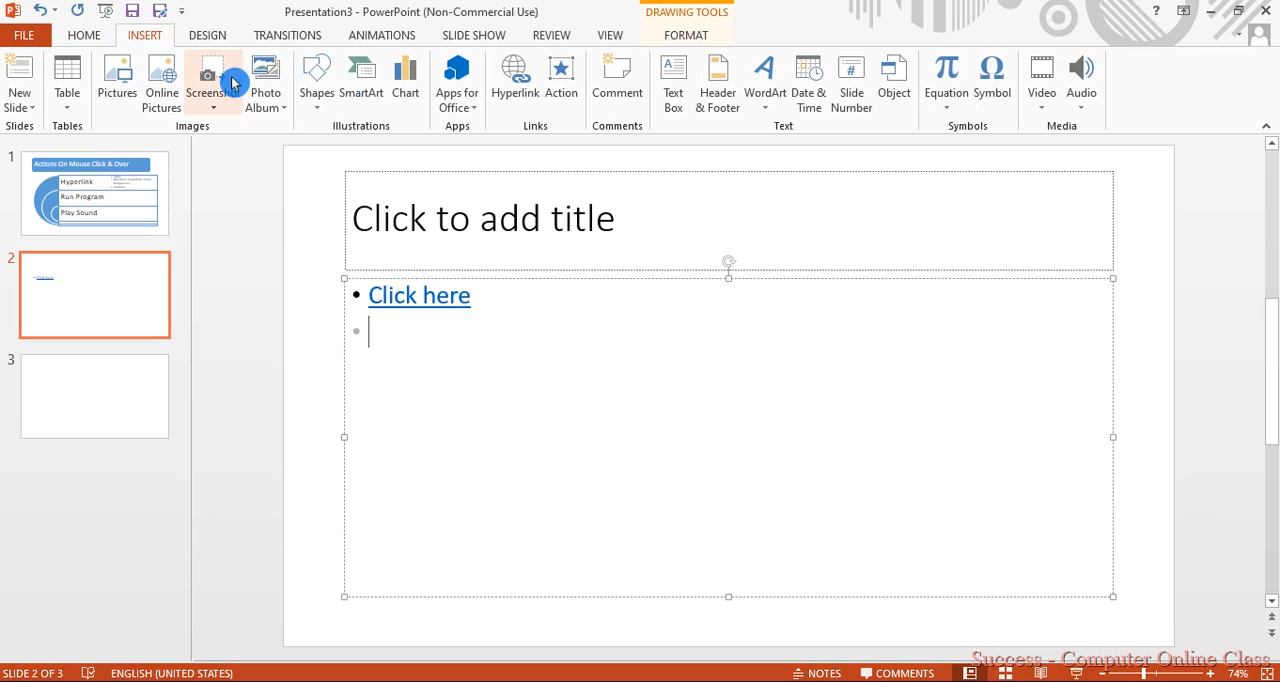 Presentation3 - PowerPoint (Non-Commercial Use)
DRAWING TOOLS
FILE
HOME
INSERT
DESIGN
TRANSITIONS
ANIMATIONS
SLIDE SHOW
REVIEW
VIEW
FORMAT
New
Slide
Table
Pictures
Online
Pictures
Screenshot
Photo
Album
Shapes
SmartArt
Chart
Apps for
Office
Hyperlink
Action
Comment
Text
Box
Header
& Footer
WordArt
Date &
Time
Slide
Number
Object
Equation
Symbol
Video
Audio
Slides
Tables
Images
Illustrations
Apps
Links
Comments
Text
Symbols
Media
1
Actions On Mouse Click & Over
Hyperlink
Run Program
Play Sound
2
Click here
3
Click to add title
• Click here
Success - Computer Online Class
SLIDE 2 OF 3
ENGLISH (UNITED STATES)
NOTES
COMMENTS
74%